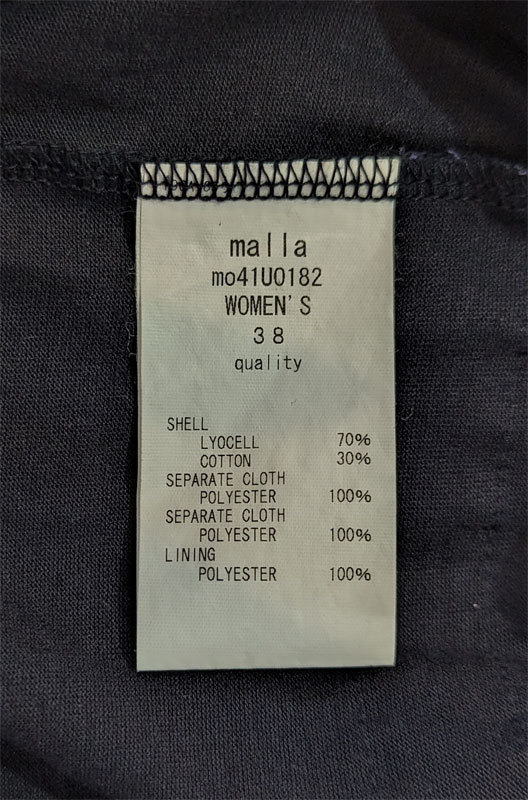 malla
mo41U0182
WOMEN'S
38
quality
SHELL
LYOCELL 70%
COTTON 30%
SEPARATE CLOTH
POLYESTER 100%
SEPARATE CLOTH
POLYESTER 100%
LINING
POLYESTER 100%